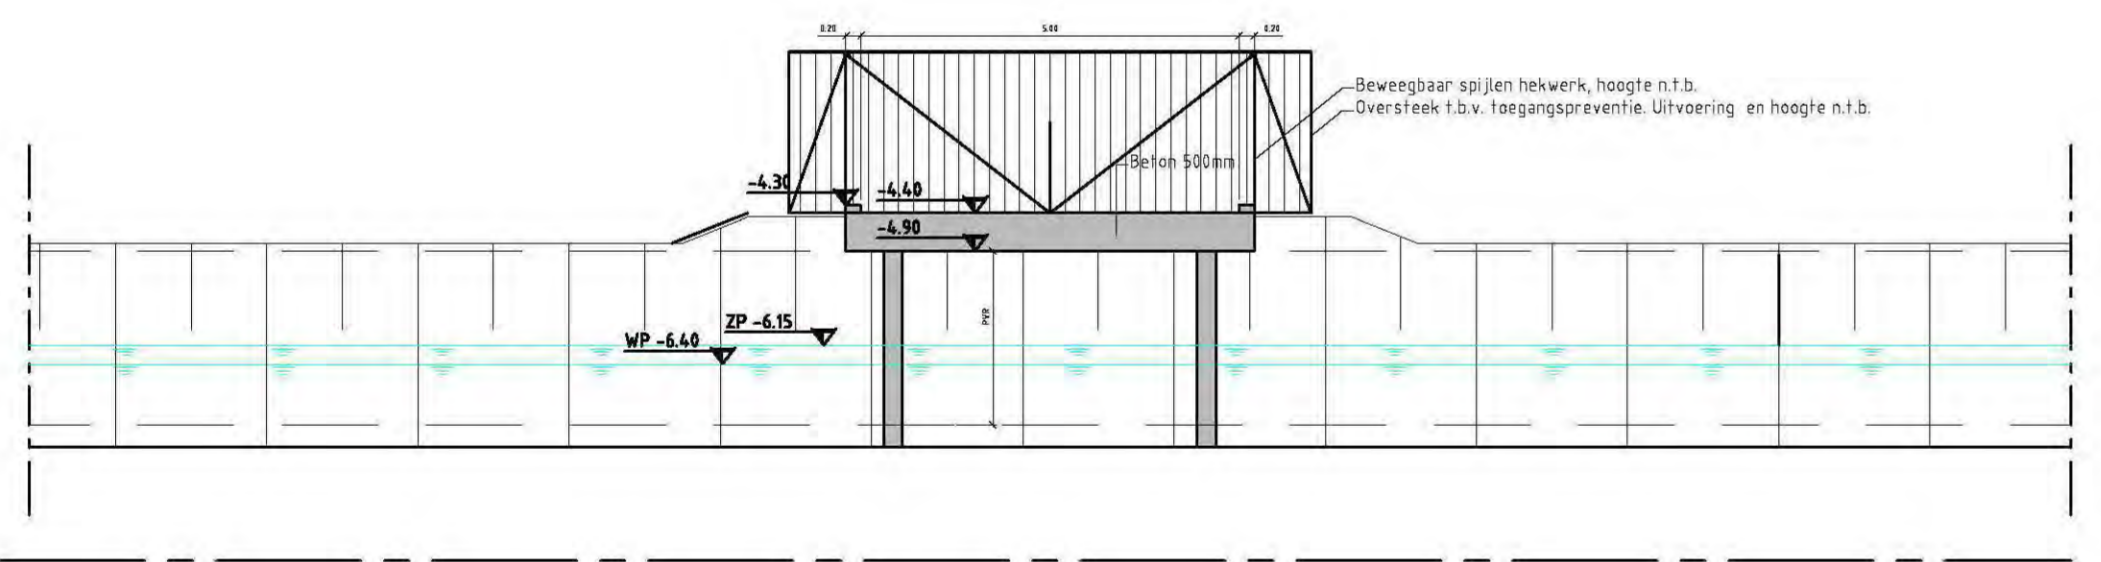 0.20
5.00
0.20
Beweegbaar spijlen hekwerk, hoogte n.t.b.
Oversteek t.b.v. toegangspreventie. Uitvoering en hoogte n.t.b.
Beton 500mm
-4.30
-4.40
-4.90
PVR
ZP -6.15
WP -6.40